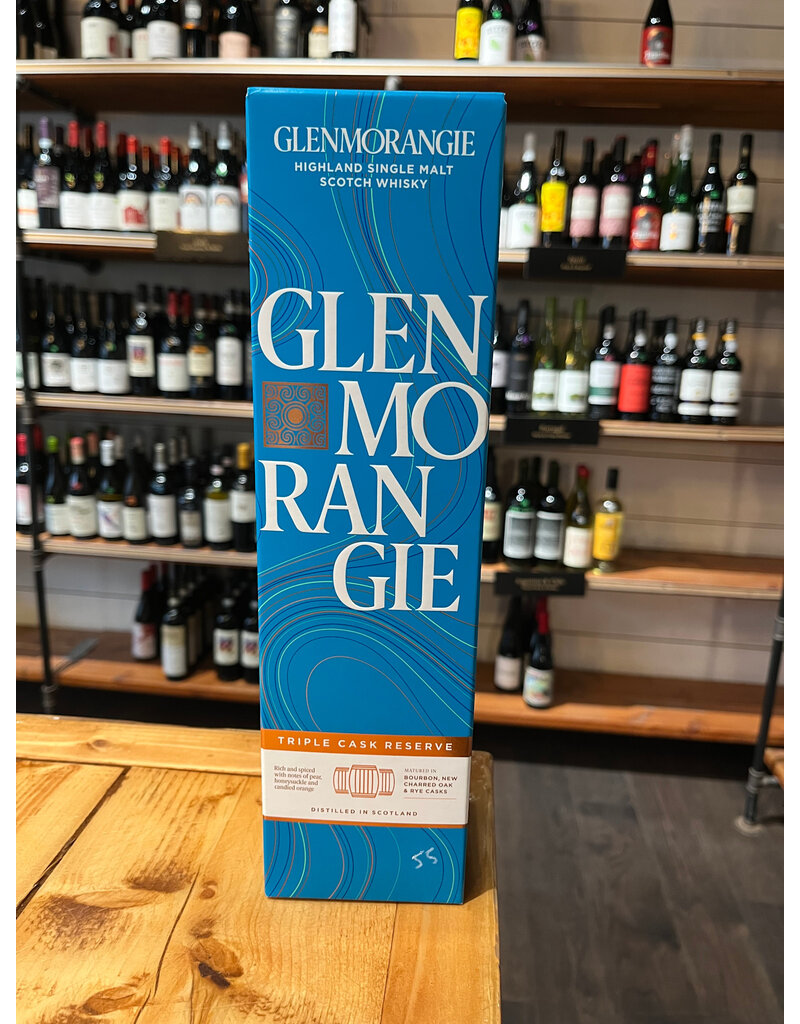 GLENMORANGIE
HIGHLAND SINGLE MALT
SCOTCH WHISKY
GLEN
MO
RAN
GIE
TRIPLE CASK RESERVE
Rich and spiced
with notes of pear,
honeysuckle and
candied orange
MATURED IN
BOURBON, NEW
CHARRED OAK
& RYE CASKS
DISTILLED IN SCOTLAND
55